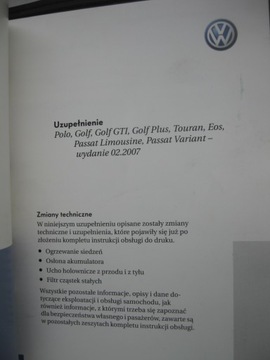 Uzupełnienie
Polo, Golf, Golf GTI, Golf Plus, Touran, Eos,
Passat Limousine, Passat Variant –
wydanie 02.2007
Zmiany techniczne
W niniejszym uzupełnieniu opisane zostały zmiany
techniczne i uzupełnienia, które pojawiły się już po
złożeniu kompletu instrukcji obsługi do druku.
• Ogrzewanie siedzeń
• Osłona akumulatora
• Ucho holownicze z przodu i z tyłu
• Filtr cząstek stałych
Wszystkie pozostałe informacje, opisy i dane do-
tyczące eksploatacji i obsługi samochodu, jak
również informacje, z którymi trzeba się zapoznać
dla bezpieczeństwa własnego i pasażerów, zawarte są
w pozostałych zeszytach kompletu instrukcji obsługi.